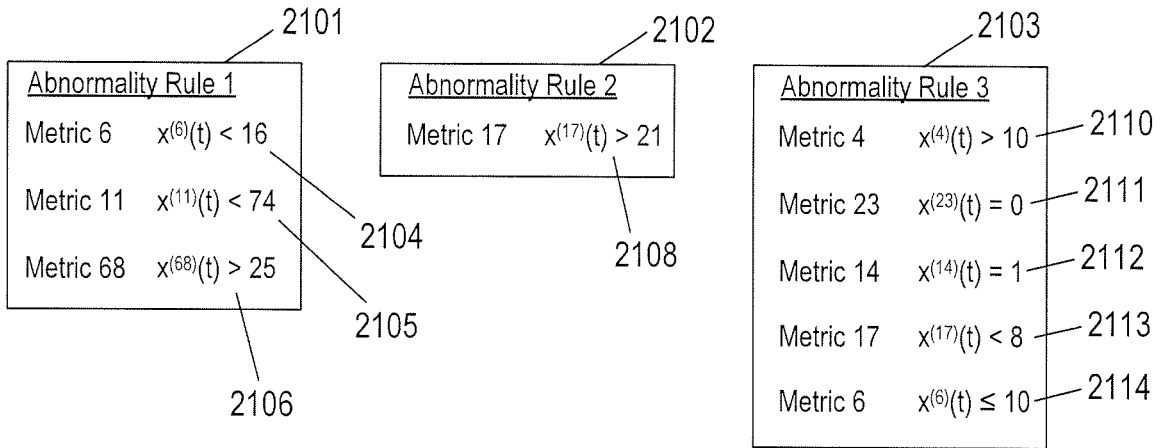 2101
Abnormality Rule 1
Metric 6 x⁽⁶⁾(t) < 16
Metric 11 x⁽¹¹⁾(t) < 74
Metric 68 x⁽⁶⁸⁾(t) > 25
2104
2105
2106
2102
Abnormality Rule 2
Metric 17 x⁽¹⁷⁾(t) > 21
2108
2103
Abnormality Rule 3
Metric 4 x⁽⁴⁾(t) > 10 2110
Metric 23 x⁽²³⁾(t) = 0 2111
Metric 14 x⁽¹⁴⁾(t) = 1 2112
Metric 17 x⁽¹⁷⁾(t) < 8 2113
Metric 6 x⁽⁶⁾(t) ≤ 10 2114